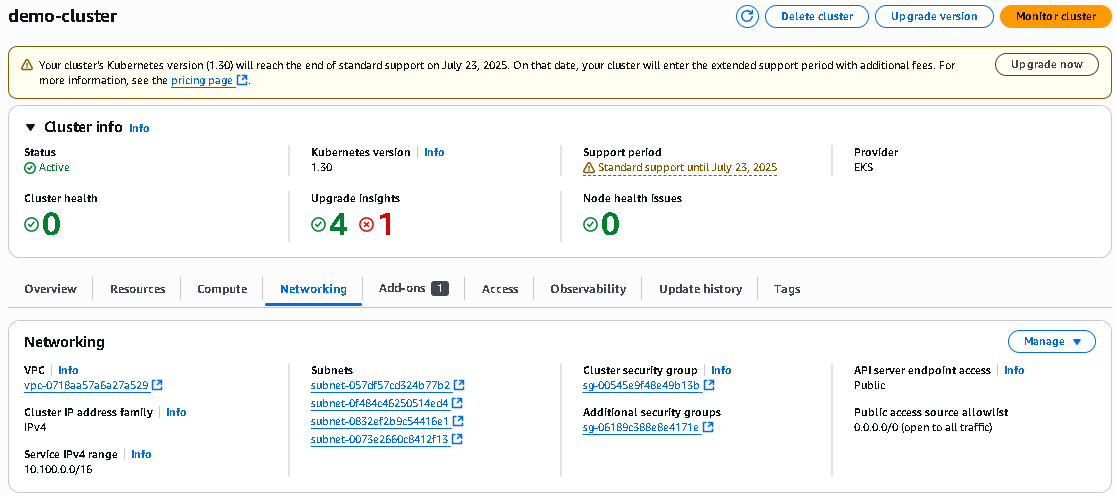 demo-cluster
Delete cluster
Upgrade version
Monitor cluster
Your cluster's Kubernetes version (1.30) will reach the end of standard support on July 23, 2025. On that date, your cluster will enter the extended support period with additional fees. For
more information, see the pricing page.
Upgrade now
Cluster info Info
Status
Active
Kubernetes version Info
1.30
Support period
Standard support until July 23, 2025
Provider
EKS
Cluster health
0
Upgrade insights
4 1
Node health issues
0
Overview
Resources
Compute
Networking
Add-ons 1
Access
Observability
Update history
Tags
Networking
Manage
VPC Info
vpc-0718aa57a6a27a529
Cluster IP address family Info
IPv4
Service IPv4 range Info
10.100.0.0/16
Subnets
subnet-057df57cd324b77b2
subnet-0f484c46250514ed4
subnet-0832ef2b9c54416e1
subnet-0073e2660c8412f13
Cluster security group Info
sg-00545e9f48e49b13b
Additional security groups
sg-06189c388e8e4171e
API server endpoint access Info
Public
Public access source allowlist
0.0.0.0/0 (open to all traffic)